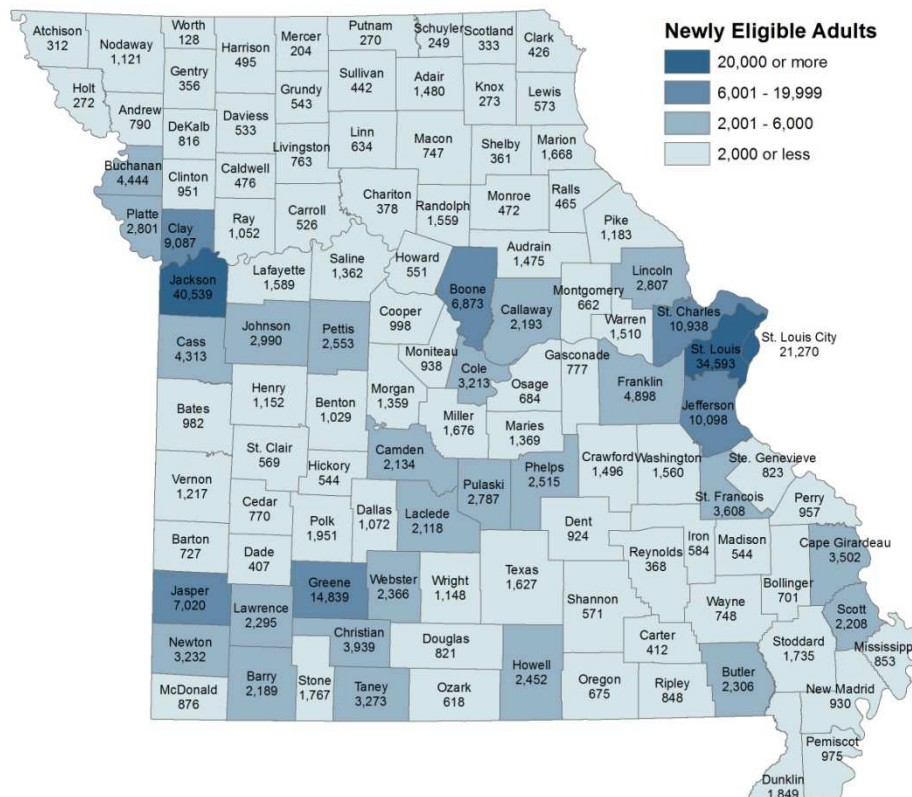 Newly Eligible Adults
20,000 or more
6,001 - 19,999
2,001 - 6,000
2,000 or less
Atchison
312
Nodaway
1,121
Worth
128
Harrison
495
Mercer
204
Putnam
270
Schuyler
249
Scotland
333
Clark
426
Holt
272
Gentry
356
Andrew
790
DeKalb
816
Daviess
533
Grundy
543
Sullivan
442
Adair
1,480
Knox
273
Lewis
573
Linn
634
Macon
747
Shelby
361
Marion
1,668
Livingston
763
Buchanan
4,444
Clinton
951
Caldwell
476
Chariton
378
Randolph
1,559
Monroe
472
Ralls
465
Pike
1,183
Platte
2,801
Clay
9,087
Ray
1,052
Carroll
526
Saline
1,362
Howard
551
Boone
6,873
Audrain
1,475
Callaway
2,193
Montgomery
662
Lincoln
2,807
Warren
1,510
St. Charles
10,938
St. Louis City
21,270
St. Louis
34,593
Jackson
40,539
Lafayette
1,589
Cooper
998
Cass
4,313
Johnson
2,990
Pettis
2,553
Moniteau
938
Cole
3,213
Osage
684
Gasconade
777
Franklin
4,898
Jefferson
10,098
Bates
982
Henry
1,152
Benton
1,029
Morgan
1,359
Miller
1,676
Maries
1,369
St. Clair
569
Hickory
544
Camden
2,134
Pulaski
2,787
Phelps
2,515
Crawford
1,496
Washington
1,560
Ste. Genevieve
823
St. Francois
3,608
Perry
957
Vernon
1,217
Cedar
770
Polk
1,951
Dallas
1,072
Laclede
2,118
Dent
924
Iron
584
Madison
544
Cape Girardeau
3,502
Barton
727
Dade
407
Reynolds
368
Bollinger
701
Jasper
7,020
Lawrence
2,295
Greene
14,839
Webster
2,366
Wright
1,148
Texas
1,627
Shannon
571
Wayne
748
Scott
2,208
Newton
3,232
Christian
3,939
Douglas
821
Howell
2,452
Carter
412
Stoddard
1,735
Mississippi
853
McDonald
876
Barry
2,189
Stone
1,767
Taney
3,273
Ozark
618
Oregon
675
Ripley
848
Butler
2,306
New Madrid
930
Pemiscot
975
Dunklin
1,849